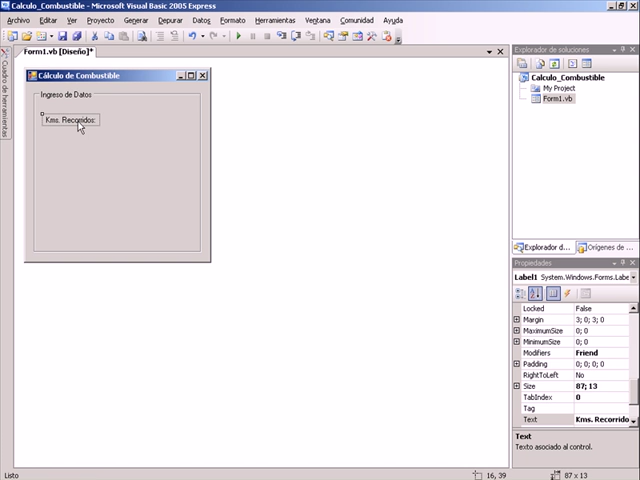 Calculo_Combustible - Microsoft Visual Basic 2005 Express
Archivo Editar Ver Proyecto Generar Depurar Datos Formato Herramientas Ventana Comunidad Ayuda
Form1.vb [Diseño]*
Cuadro de herramientas
Cálculo de Combustible
Ingreso de Datos
Kms. Recorridos:
Explorador de soluciones
Calculo_Combustible
My Project
Form1.vb
Explorador d... Orígenes de ...
Propiedades
Label1 System.Windows.Forms.Labe
Locked False
Margin 3; 0; 3; 0
MaximumSize 0; 0
MinimumSize 0; 0
Modifiers Friend
Padding 0; 0; 0; 0
RightToLeft No
Size 87; 13
TabIndex 0
Tag
Text Kms. Recorrido
Text
Texto asociado al control.
Listo 16, 39 87 x 13